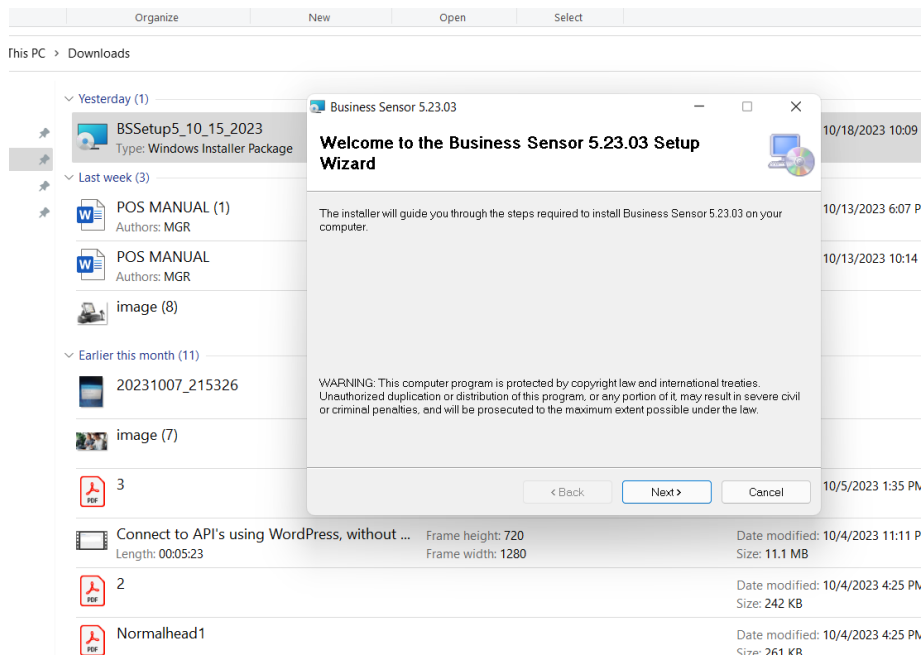 Organize New Open Select
This PC > Downloads
Yesterday (1)
BSSetup5_10_15_2023
Type: Windows Installer Package
10/18/2023 10:09
Last week (3)
POS MANUAL (1)
Authors: MGR
10/13/2023 6:07 P
POS MANUAL
Authors: MGR
10/13/2023 10:14
image (8)
Earlier this month (11)
20231007_215326
image (7)
3
10/5/2023 1:35 PM
Connect to API's using WordPress, without ...
Length: 00:05:23
Frame height: 720
Frame width: 1280
Date modified: 10/4/2023 11:11 P
Size: 11.1 MB
2
Date modified: 10/4/2023 4:25 PM
Size: 242 KB
Normalhead1
Date modified: 10/4/2023 4:25 PM
Size: 261 KB
Business Sensor 5.23.03
Welcome to the Business Sensor 5.23.03 Setup
Wizard
The installer will guide you through the steps required to install Business Sensor 5.23.03 on your
computer.
WARNING: This computer program is protected by copyright law and international treaties.
Unauthorized duplication or distribution of this program, or any portion of it, may result in severe civil
or criminal penalties, and will be prosecuted to the maximum extent possible under the law.
< Back Next > Cancel